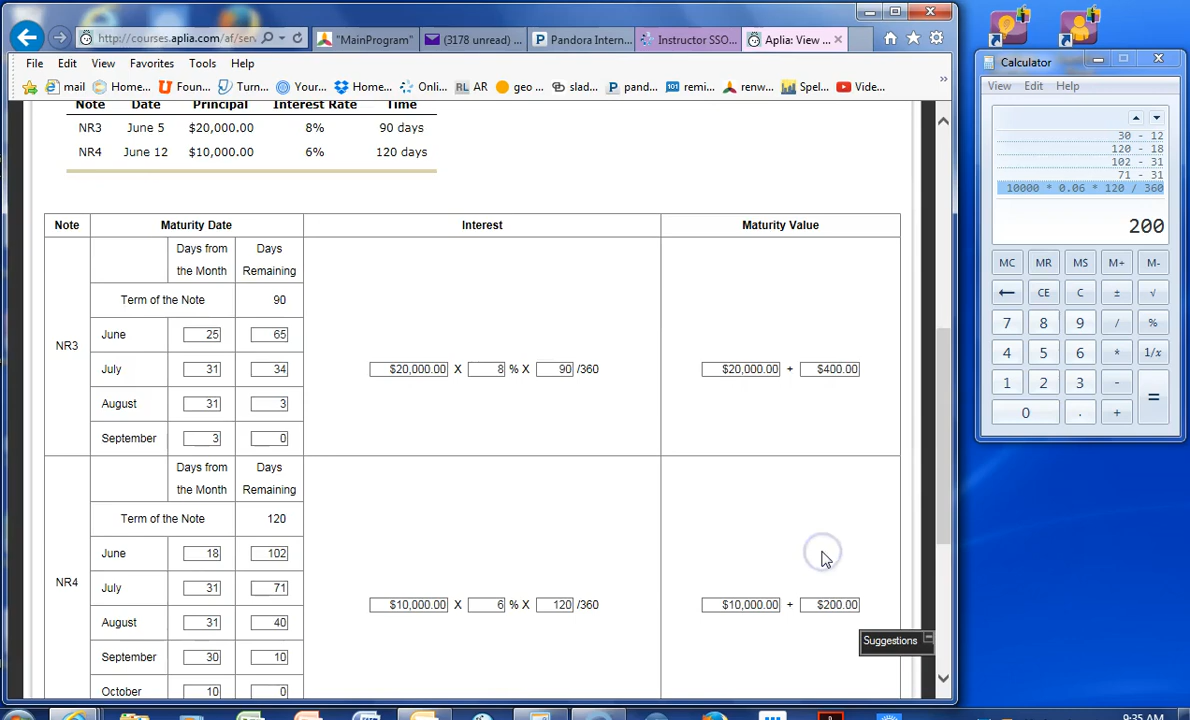 http://courses.aplia.com/af/serv
"MainProgram"
(3178 unread) ...
Pandora Intern...
Instructor SSO...
Aplia: View ...
File Edit View Favorites Tools Help
mail Home... Foun... Turn... Your... Home... Onli... RL AR geo ... slad... pand... remi... renw... Spel... Vide...
Note Date Principal Interest Rate Time
NR3 June 5 $20,000.00 8% 90 days
NR4 June 12 $10,000.00 6% 120 days
Note Maturity Date Interest Maturity Value
Days from the Month Days Remaining
Term of the Note 90
June 25 65
NR3
July 31 34 $20,000.00 X 8 % X 90 /360 $20,000.00 + $400.00
August 31 3
September 3 0
Days from the Month Days Remaining
Term of the Note 120
June 18 102
NR4
July 31 71
$10,000.00 X 6 % X 120 /360 $10,000.00 + $200.00
August 31 40
September 30 10
October 10 0
Suggestions
Calculator
View Edit Help
30 - 12
120 - 18
102 - 31
71 - 31
10000 * 0.06 * 120 / 360
200
MC MR MS M+ M-
← CE C ± √
7 8 9 / %
4 5 6 * 1/x
1 2 3 - =
0 . +
9:35 AM